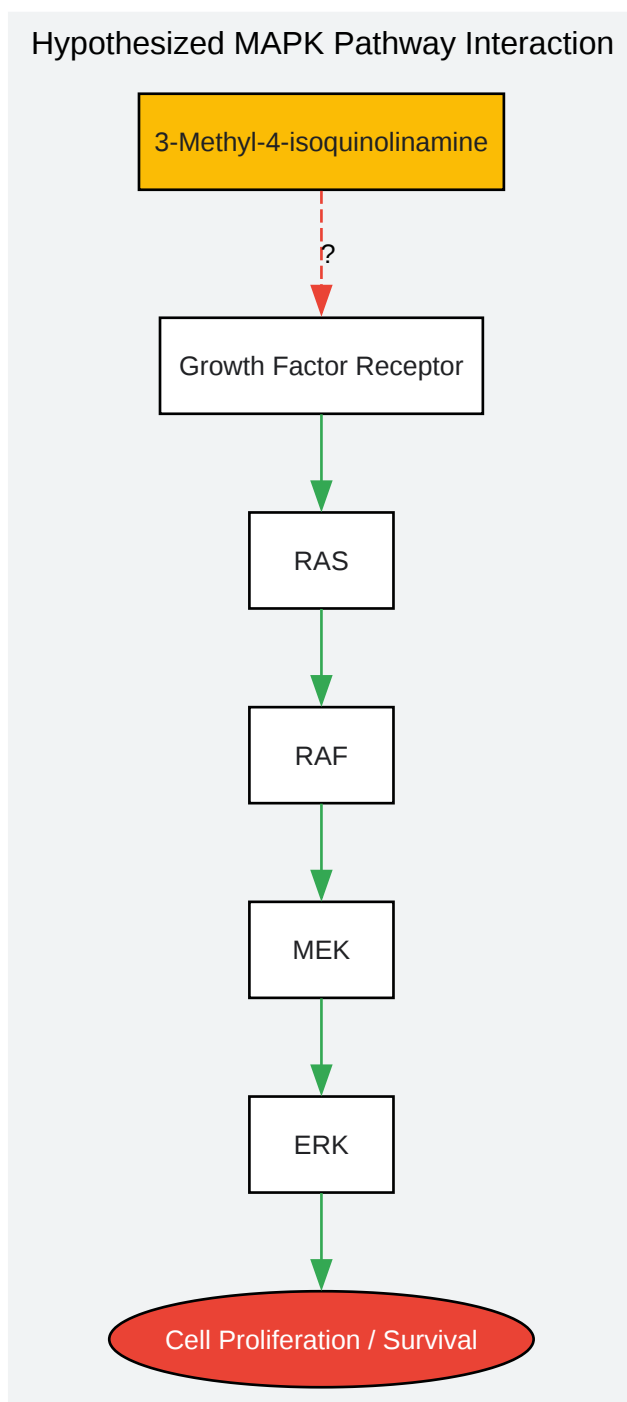 Hypothesized MAPK Pathway Interaction
3-Methyl-4-isoquinolinamine
?
Growth Factor Receptor
RAS
RAF
MEK
ERK
Cell Proliferation / Survival